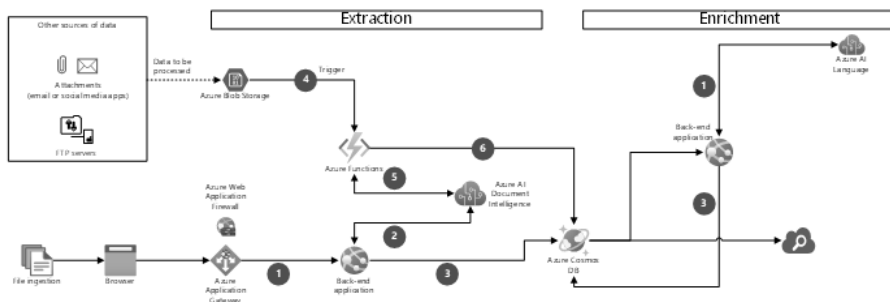 Extraction
Enrichment
Other sources of data
Attachments
(email or social media apps)
FTP servers
Data to be
processed
Azure Blob Storage
4
Trigger
Azure Functions
6
5
Azure AI
Document
Intelligence
2
Azure Web
Application
Firewall
File ingestion
Browser
Azure
Application
Gateway
1
Back-end
application
3
Azure Cosmos
DB
1
Azure AI
Language
Back-end
application
3